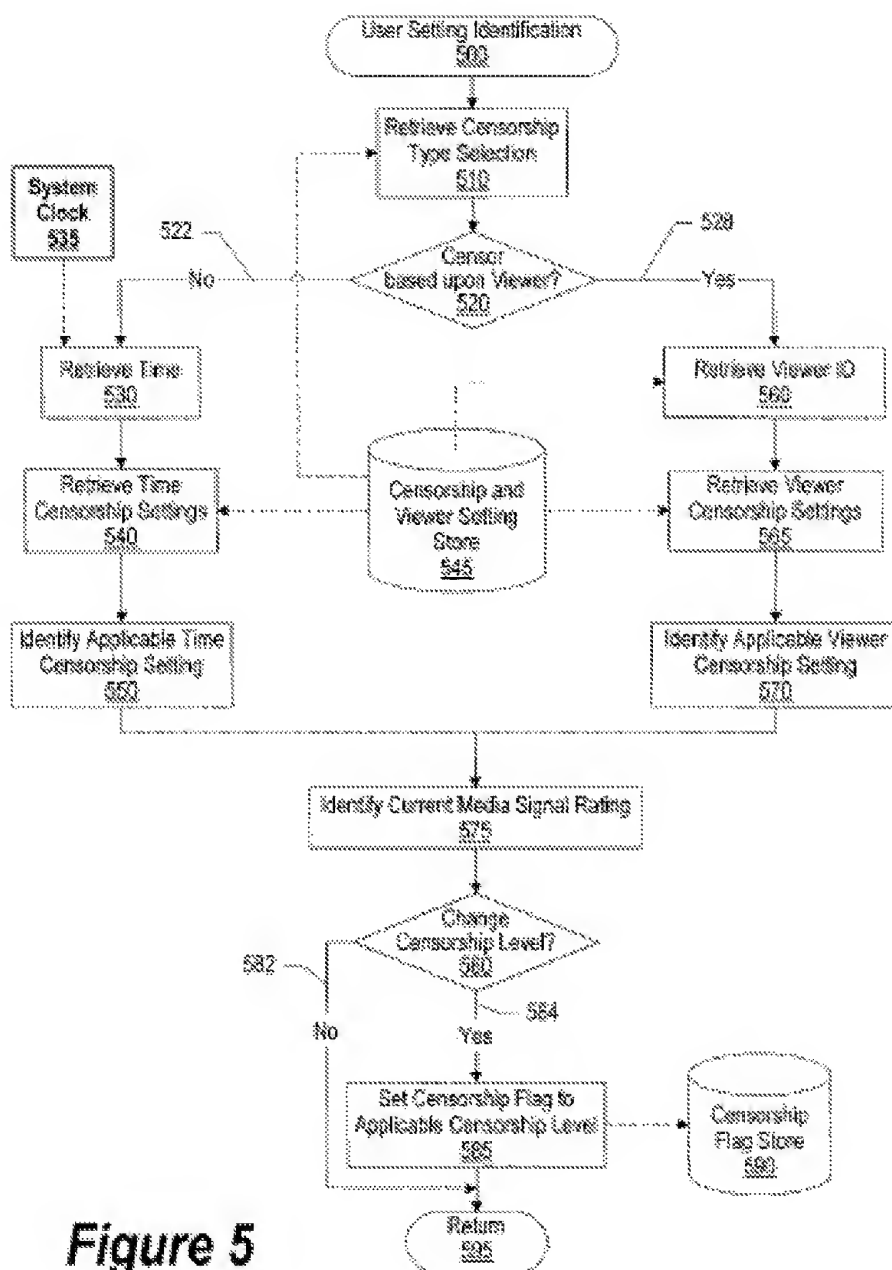 User Setting Identification
500
Retrieve Censorship
Type Selection
510
System
Clock
535
522
528
Censor
based upon Viewer?
520
No
Yes
Retrieve Time
530
Retrieve Viewer ID
560
Retrieve Time
Censorship Settings
540
Censorship and
Viewer Setting
Store
545
Retrieve Viewer
Censorship Settings
565
Identify Applicable Time
Censorship Setting
550
Identify Applicable Viewer
Censorship Setting
570
Identify Current Media Signal Rating
575
Change
Censorship Level?
580
582
584
No
Yes
Set Censorship Flag to
Applicable Censorship Level
585
Censorship
Flag Store
590
Return
595
Figure 5